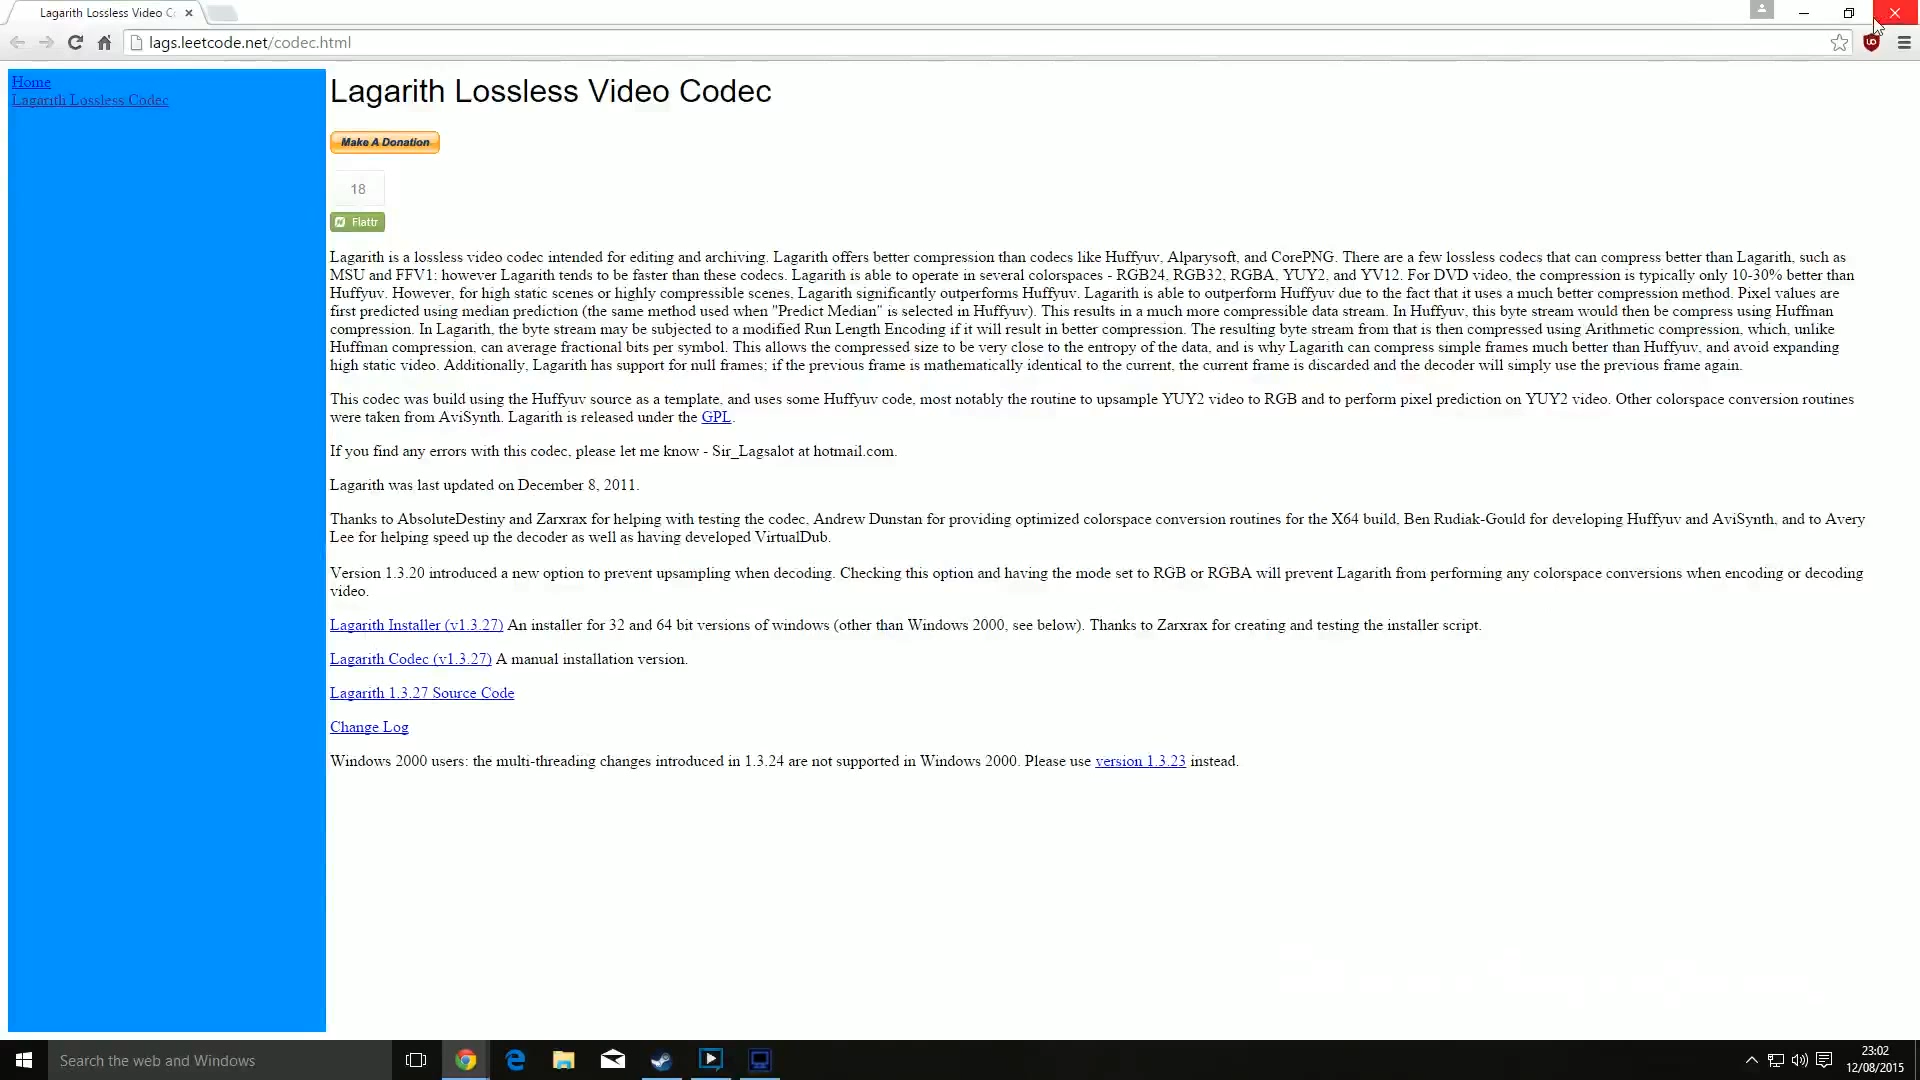 Lagarith Lossless Video Co
lags.leetcode.net/codec.html
Home
Lagarith Lossless Codec
Lagarith Lossless Video Codec
Make A Donation
18
Flattr
Lagarith is a lossless video codec intended for editing and archiving. Lagarith offers better compression than codecs like Huffyuv, Alparysoft, and CorePNG. There are a few lossless codecs that can compress better than Lagarith, such as
MSU and FFV1; however Lagarith tends to be faster than these codecs. Lagarith is able to operate in several colorspaces - RGB24, RGB32, RGBA, YUY2, and YV12. For DVD video, the compression is typically only 10-30% better than
Huffyuv. However, for high static scenes or highly compressible scenes, Lagarith significantly outperforms Huffyuv. Lagarith is able to outperform Huffyuv due to the fact that it uses a much better compression method. Pixel values are
first predicted using median prediction (the same method used when "Predict Median" is selected in Huffyuv). This results in a much more compressible data stream. In Huffyuv, this byte stream would then be compress using Huffman
compression. In Lagarith, the byte stream may be subjected to a modified Run Length Encoding if it will result in better compression. The resulting byte stream from that is then compressed using Arithmetic compression, which, unlike
Huffman compression, can average fractional bits per symbol. This allows the compressed size to be very close to the entropy of the data, and is why Lagarith can compress simple frames much better than Huffyuv, and avoid expanding
high static video. Additionally, Lagarith has support for null frames; if the previous frame is mathematically identical to the current, the current frame is discarded and the decoder will simply use the previous frame again.
This codec was build using the Huffyuv source as a template, and uses some Huffyuv code, most notably the routine to upsample YUY2 video to RGB and to perform pixel prediction on YUY2 video. Other colorspace conversion routines
were taken from AviSynth. Lagarith is released under the GPL.
If you find any errors with this codec, please let me know - Sir_Lagsalot at hotmail.com.
Lagarith was last updated on December 8, 2011.
Thanks to AbsoluteDestiny and Zarxrax for helping with testing the codec, Andrew Dunstan for providing optimized colorspace conversion routines for the X64 build, Ben Rudiak-Gould for developing Huffyuv and AviSynth, and to Avery
Lee for helping speed up the decoder as well as having developed VirtualDub.
Version 1.3.20 introduced a new option to prevent upsampling when decoding. Checking this option and having the mode set to RGB or RGBA will prevent Lagarith from performing any colorspace conversions when encoding or decoding
video.
Lagarith Installer (v1.3.27) An installer for 32 and 64 bit versions of windows (other than Windows 2000, see below). Thanks to Zarxrax for creating and testing the installer script.
Lagarith Codec (v1.3.27) A manual installation version.
Lagarith 1.3.27 Source Code
Change Log
Windows 2000 users: the multi-threading changes introduced in 1.3.24 are not supported in Windows 2000. Please use version 1.3.23 instead.
Search the web and Windows
23:02
12/08/2015